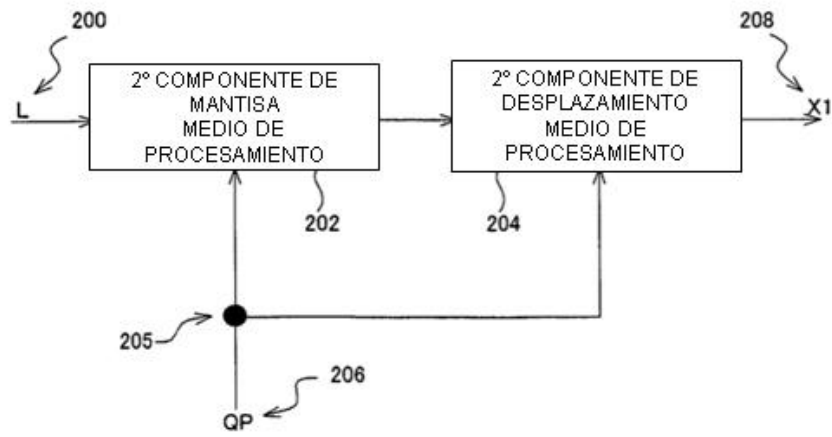 200
208
L
2º COMPONENTE DE
MANTISA
MEDIO DE
PROCESAMIENTO
2º COMPONENTE DE
DESPLAZAMIENTO
MEDIO DE
PROCESAMIENTO
X1
202
204
205
206
QP